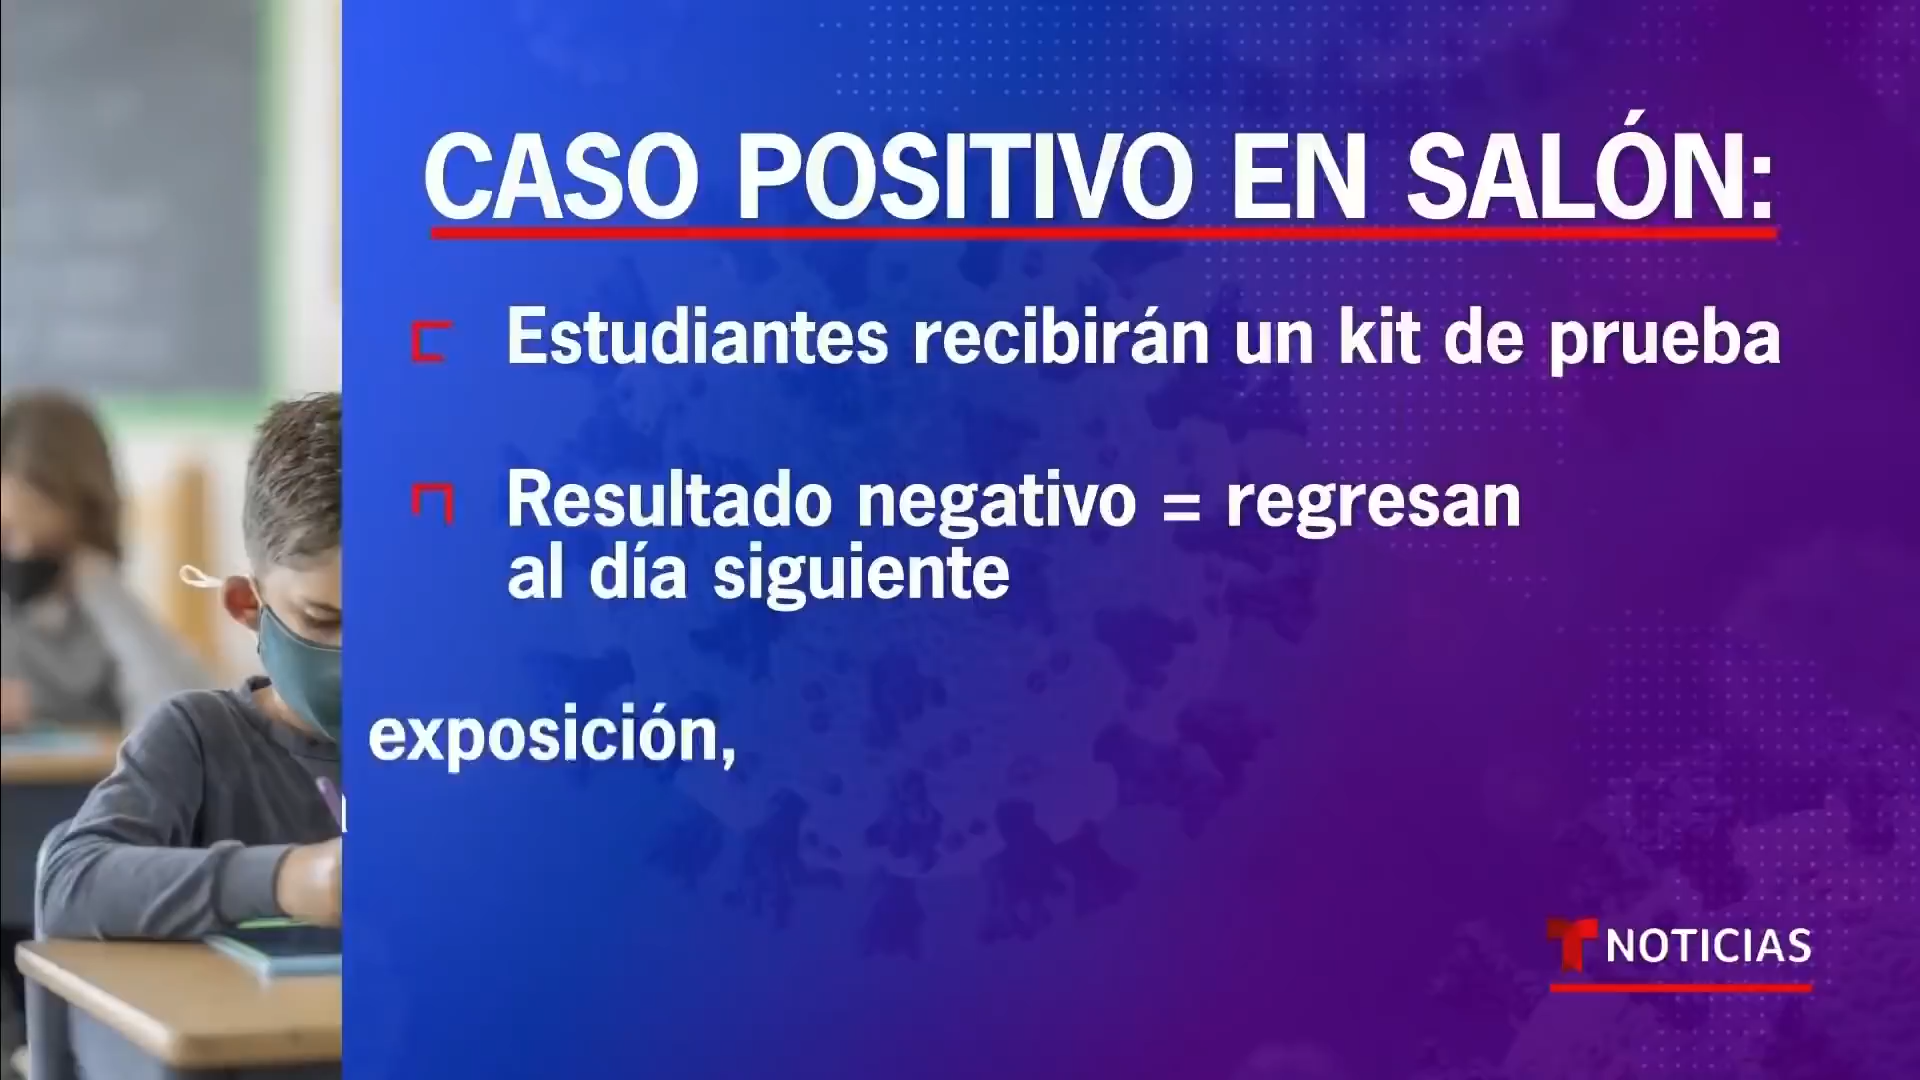 CASO POSITIVO EN SALÓN:
Estudiantes recibirán un kit de prueba
Resultado negativo = regresan
al día siguiente
exposición,
NOTICIAS